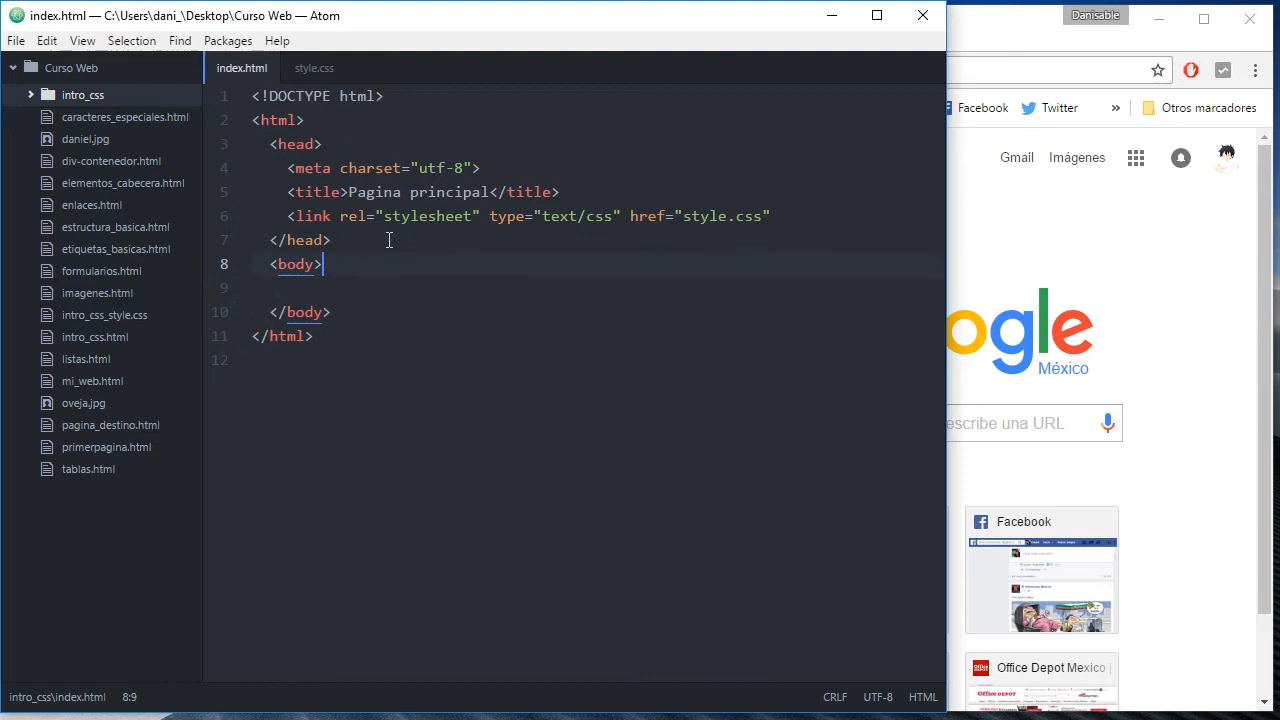 index.html — C:\Users\dani_\Desktop\Curso Web — Atom
File Edit View Selection Find Packages Help
Curso Web
intro_css
caracteres_especiales.html
daniel.jpg
div-contenedor.html
elementos_cabecera.html
enlaces.html
estructura_basica.html
etiquetas_basicas.html
formularios.html
imagenes.html
intro_css_style.css
intro_css.html
listas.html
mi_web.html
oveja.jpg
pagina_destino.html
primerpagina.html
tablas.html
index.html style.css
1 <!DOCTYPE html>
2 <html>
3 <head>
4 <meta charset="utf-8">
5 <title>Pagina principal</title>
6 <link rel="stylesheet" type="text/css" href="style.css"
7 </head>
8 <body>
9
10 </body>
11 </html>
12
intro_css\index.html 8:9 CRLF UTF-8 HTML
Danisable
Facebook Twitter » Otros marcadores
Gmail Imágenes
ogle
México
escribe una URL
Facebook
Office Depot Mexico |
Office DEPOT